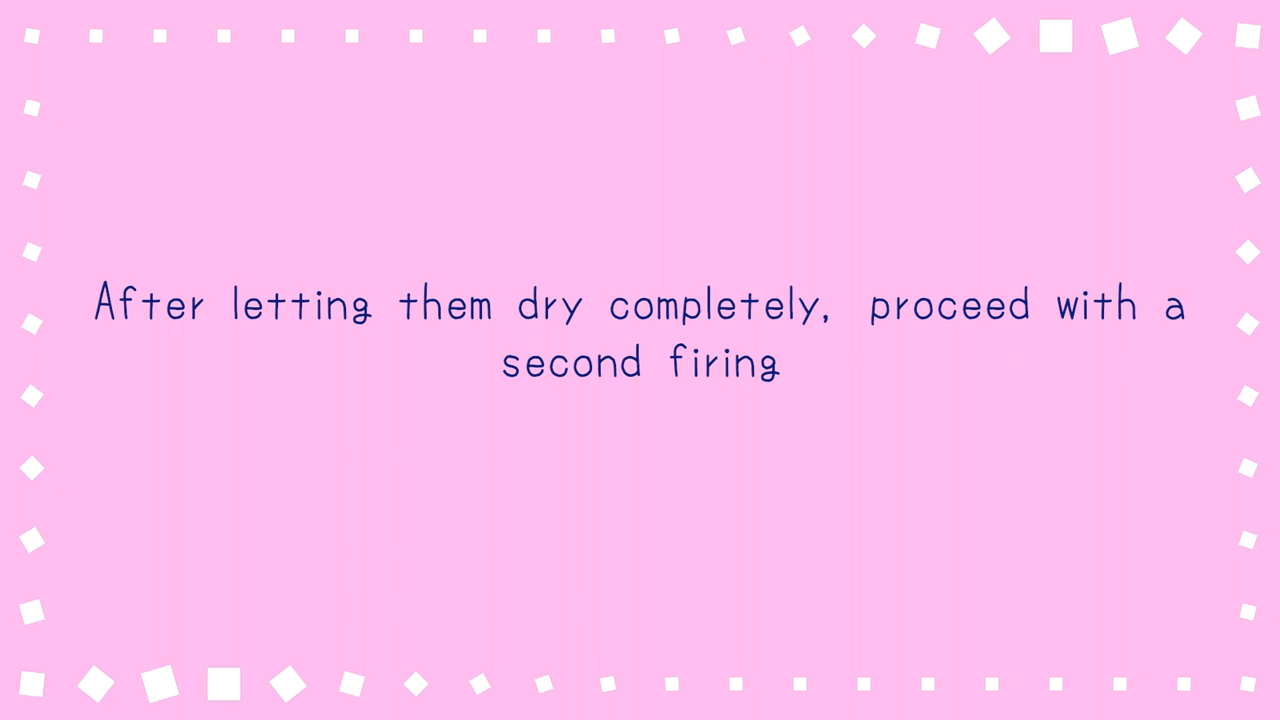 After letting them dry completely, proceed with a
second firing